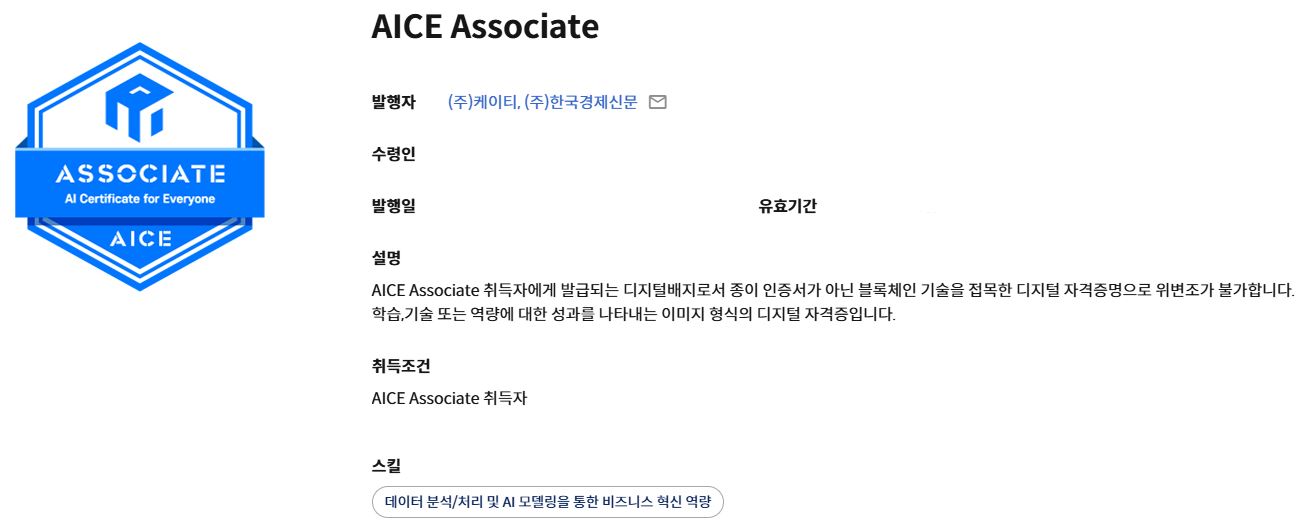 AICE Associate
ASSOCIATE
AI Certificate for Everyone
AICE
발행자 (주)케이티, (주)한국경제신문
수령인
발행일 유효기간
설명
AICE Associate 취득자에게 발급되는 디지털배지로서 종이 인증서가 아닌 블록체인 기술을 접목한 디지털 자격증명으로 위변조가 불가합니다.
학습,기술 또는 역량에 대한 성과를 나타내는 이미지 형식의 디지털 자격증입니다.
취득조건
AICE Associate 취득자
스킬
데이터 분석/처리 및 AI 모델링을 통한 비즈니스 혁신 역량